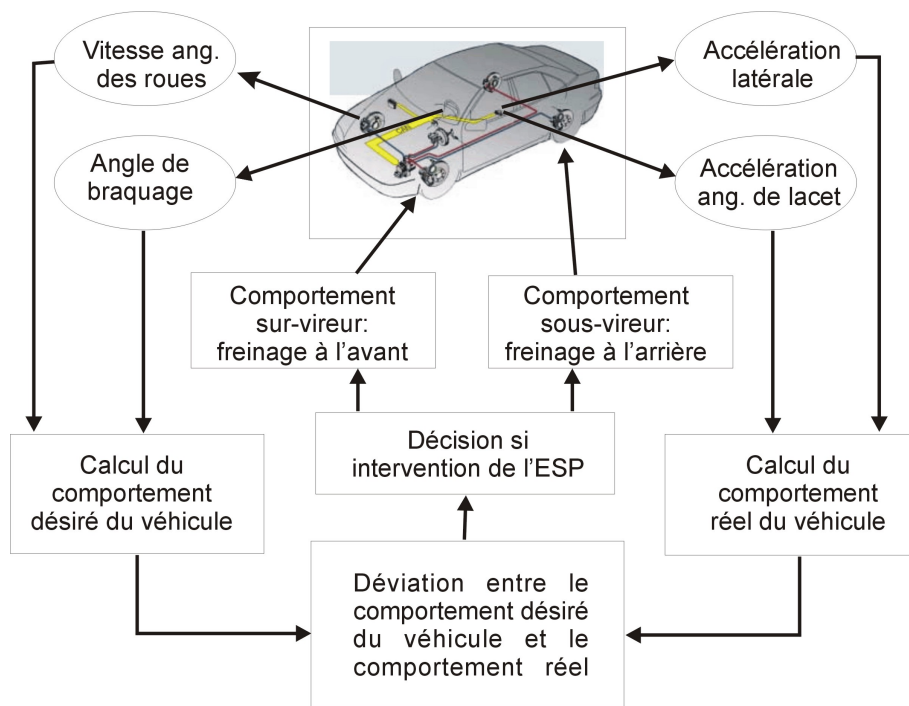 Vitesse ang.
des roues
Accélération
latérale
Angle de
braquage
Accélération
ang. de lacet
Comportement
sur-vireur:
freinage à l'avant
Comportement
sous-vireur:
freinage à l'arrière
Décision si
intervention de l'ESP
Calcul du
comportement
désiré du véhicule
Calcul du
comportement
réel du véhicule
Déviation entre le
comportement désiré
du véhicule et le
comportement réel